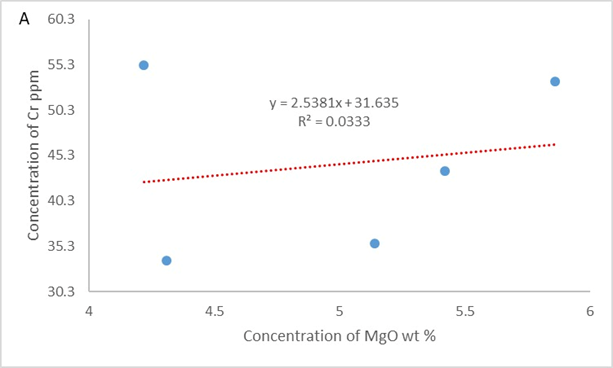 A
60.3
55.3
50.3
45.3
40.3
35.3
30.3
Concentration of Cr ppm
y = 2.5381x + 31.635
R² = 0.0333
4 4.5 5 5.5 6
Concentration of MgO wt %